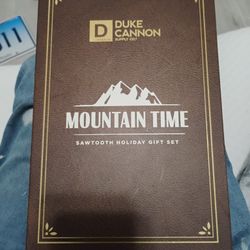 D
DUKE
CANNON
SUPPLY CO
MOUNTAIN TIME
SAWTOOTH HOLIDAY GIFT SET